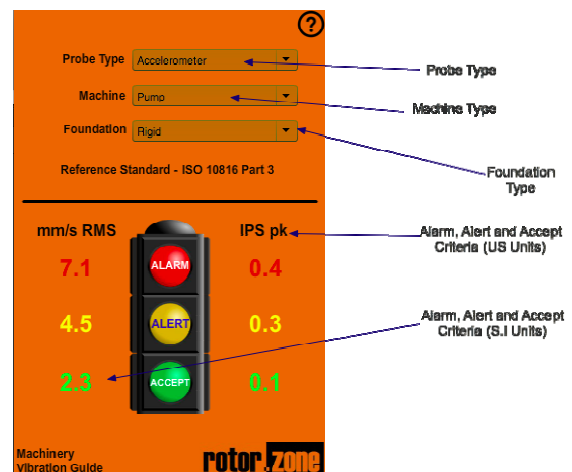 ?
Probe Type Accelerometer
Probe Type
Machine Pump
Machine Type
Foundation Rigid
Reference Standard - ISO 10816 Part 3
Foundation
Type
mm/s RMS IPS pk
Alarm, Alert and Accept
Criteria (US Units)
7.1 ALARM 0.4
4.5 ALERT 0.3
Alarm, Alert and Accept
Criteria (S.I Units)
2.3 ACCEPT 0.1
Machinery
Vibration Guide
rotor.zone